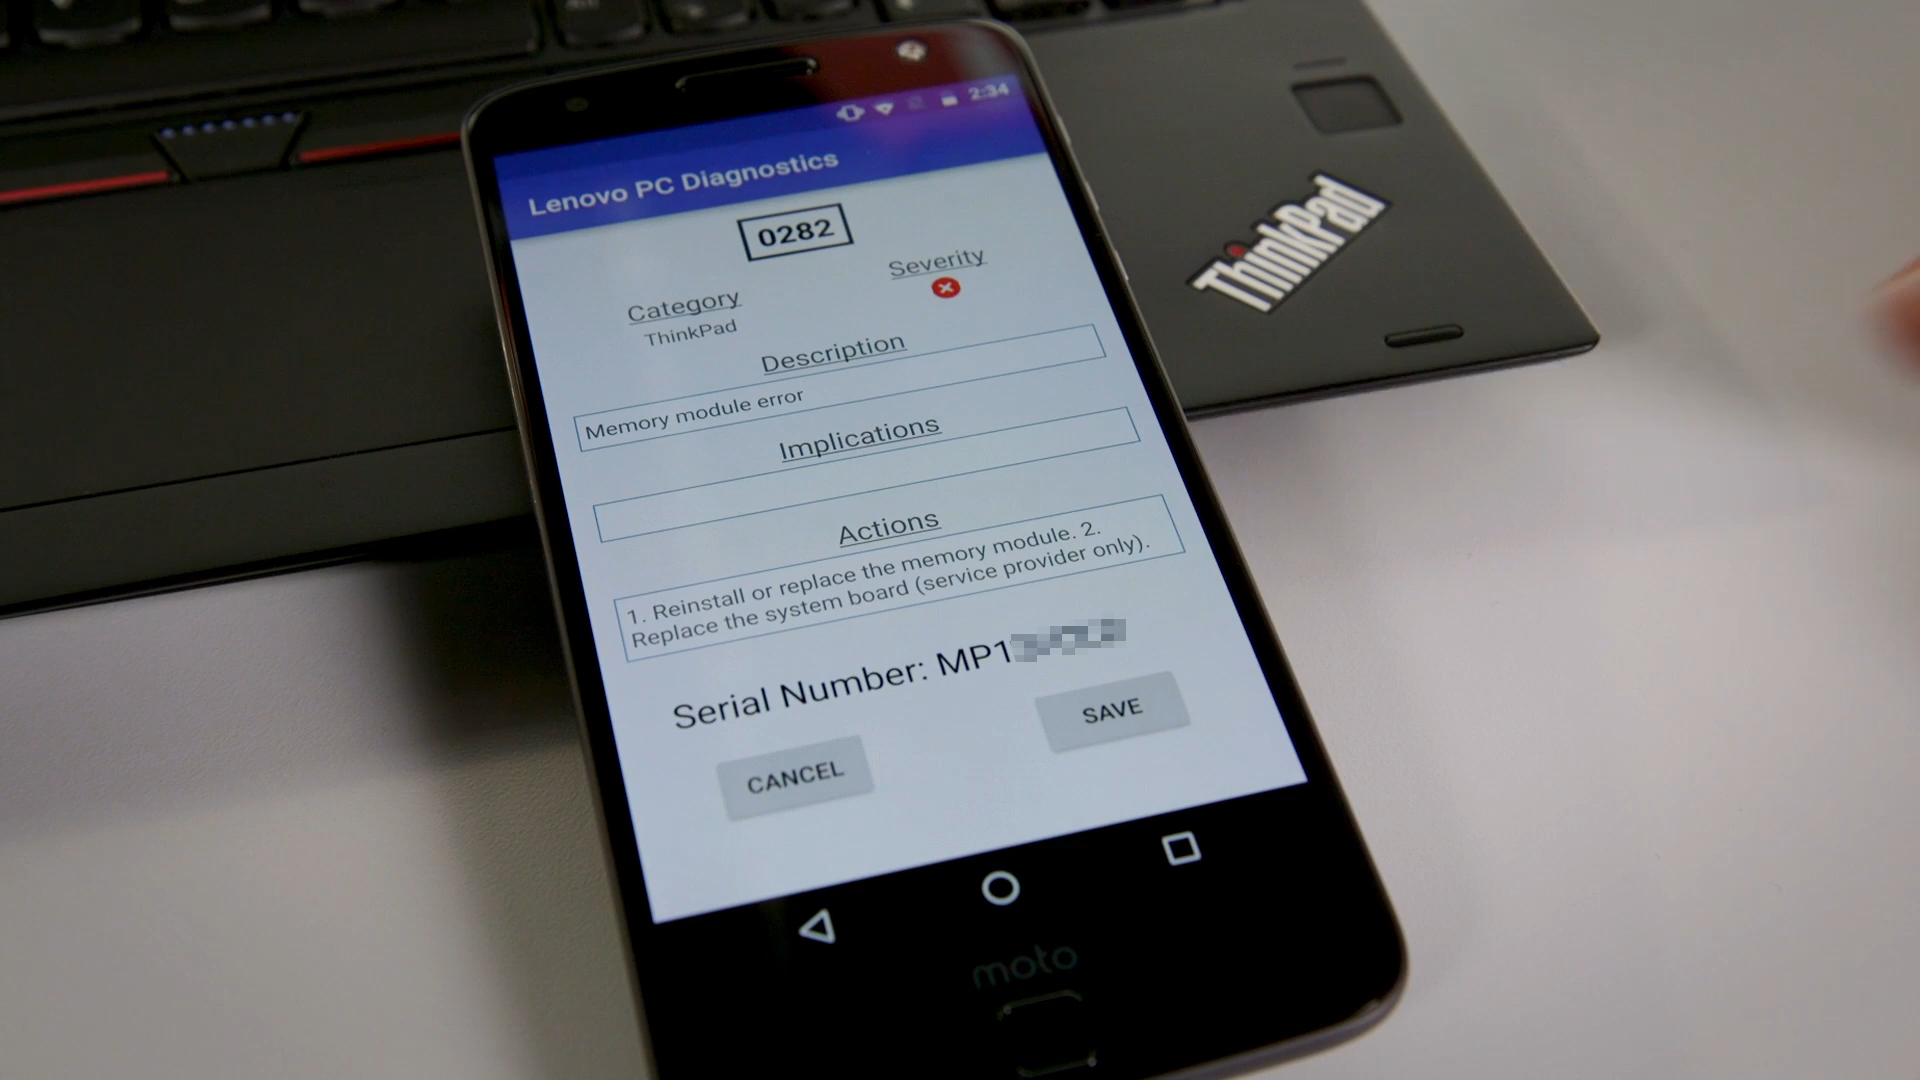 2:34
Lenovo PC Diagnostics
0282
Severity
Category
ThinkPad
Description
Memory module error
Implications
Actions
1. Reinstall or replace the memory module. 2.
Replace the system board (service provider only).
Serial Number: MP1
SAVE
CANCEL
moto
ThinkPad